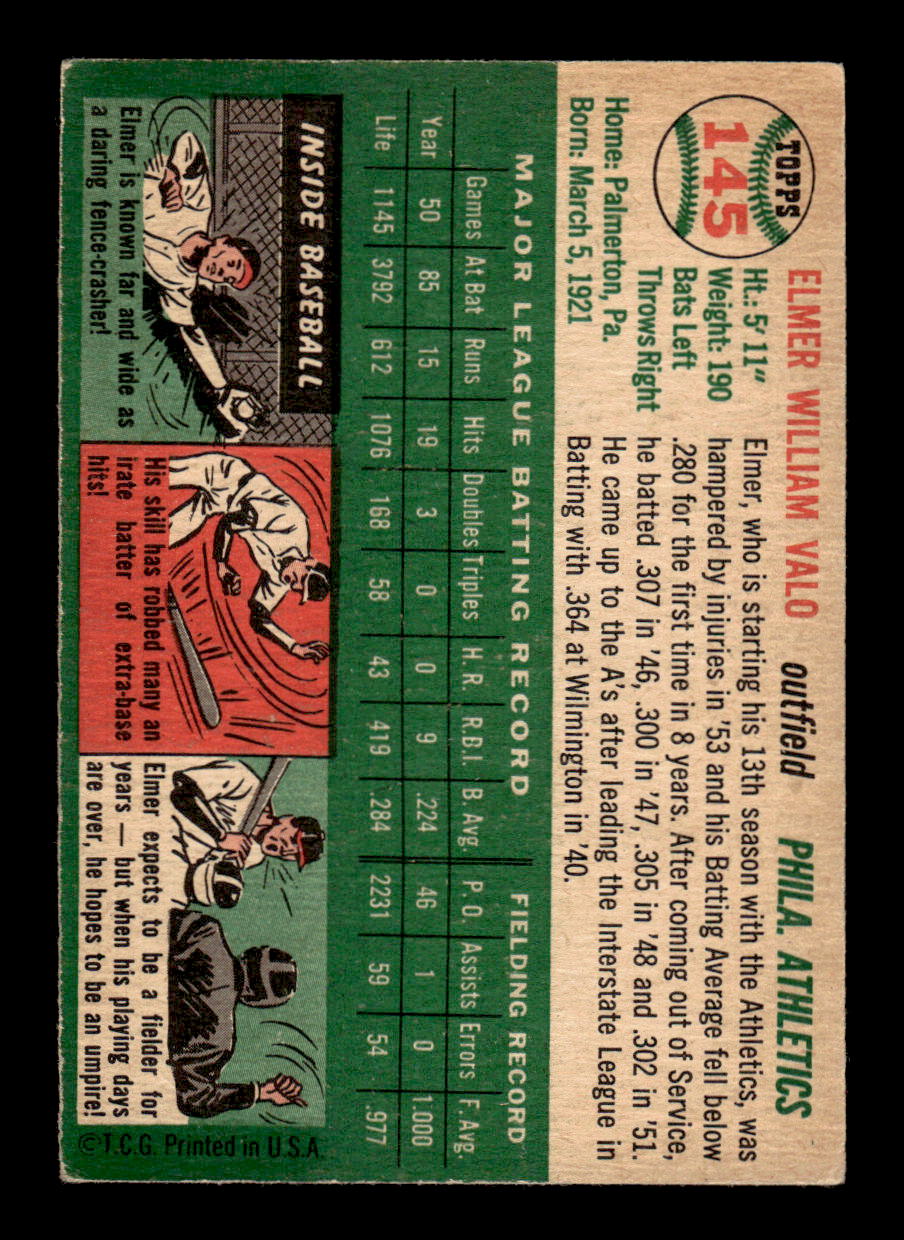 TOPPS
145
ELMER WILLIAM VALO outfield PHILA. ATHLETICS
Ht.: 5' 11"
Weight: 190
Bats Left
Throws Right
Home: Palmerton, Pa.
Born: March 5, 1921
Elmer, who is starting his 13th season with the Athletics, was
hampered by injuries in '53 and his Batting Average fell below
.280 for the first time in 8 years. After coming out of Service,
he batted .307 in '46, .300 in '47, .305 in '48 and .302 in '51.
He came up to the A's after leading the Interstate League in
Batting with .364 at Wilmington in '40.
MAJOR LEAGUE BATTING RECORD FIELDING RECORD
Games At Bat Runs Hits Doubles Triples H.R. R.B.I. B. Avg. P. O. Assists Errors F. Avg.
Year 50 85 15 19 3 0 0 9 .224 46 1 0 1.000
Life 1145 3792 612 1076 168 58 43 419 .284 2231 59 54 .977
INSIDE BASEBALL
Elmer is known far and wide as
a daring fence-crasher!
His skill has robbed many an
irate batter of extra-base
hits!
Elmer expects to be a fielder for
years — but when his playing days
are over, he hopes to be an umpire!
©T.C.G. Printed in U.S.A.